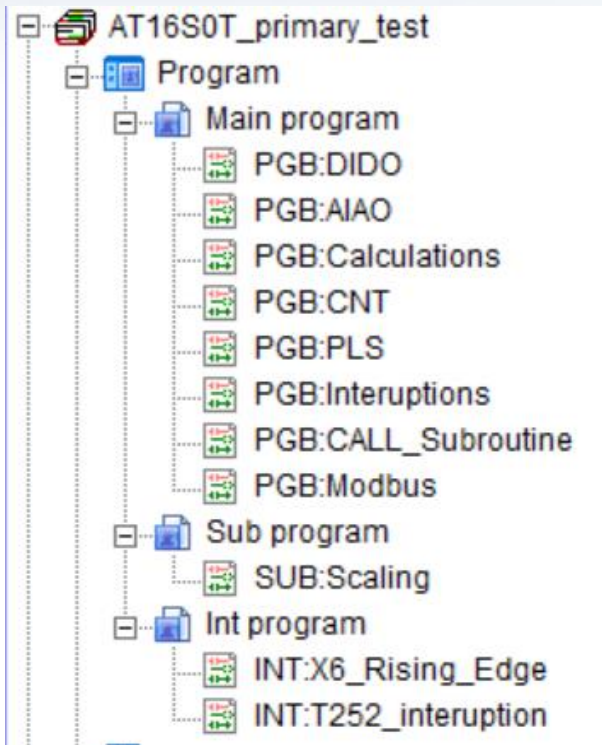 AT16S0T_primary_test
Program
Main program
PGB:DIDO
PGB:AIAO
PGB:Calculations
PGB:CNT
PGB:PLS
PGB:Interuptions
PGB:CALL_Subroutine
PGB:Modbus
Sub program
SUB:Scaling
Int program
INT:X6_Rising_Edge
INT:T252_interuption